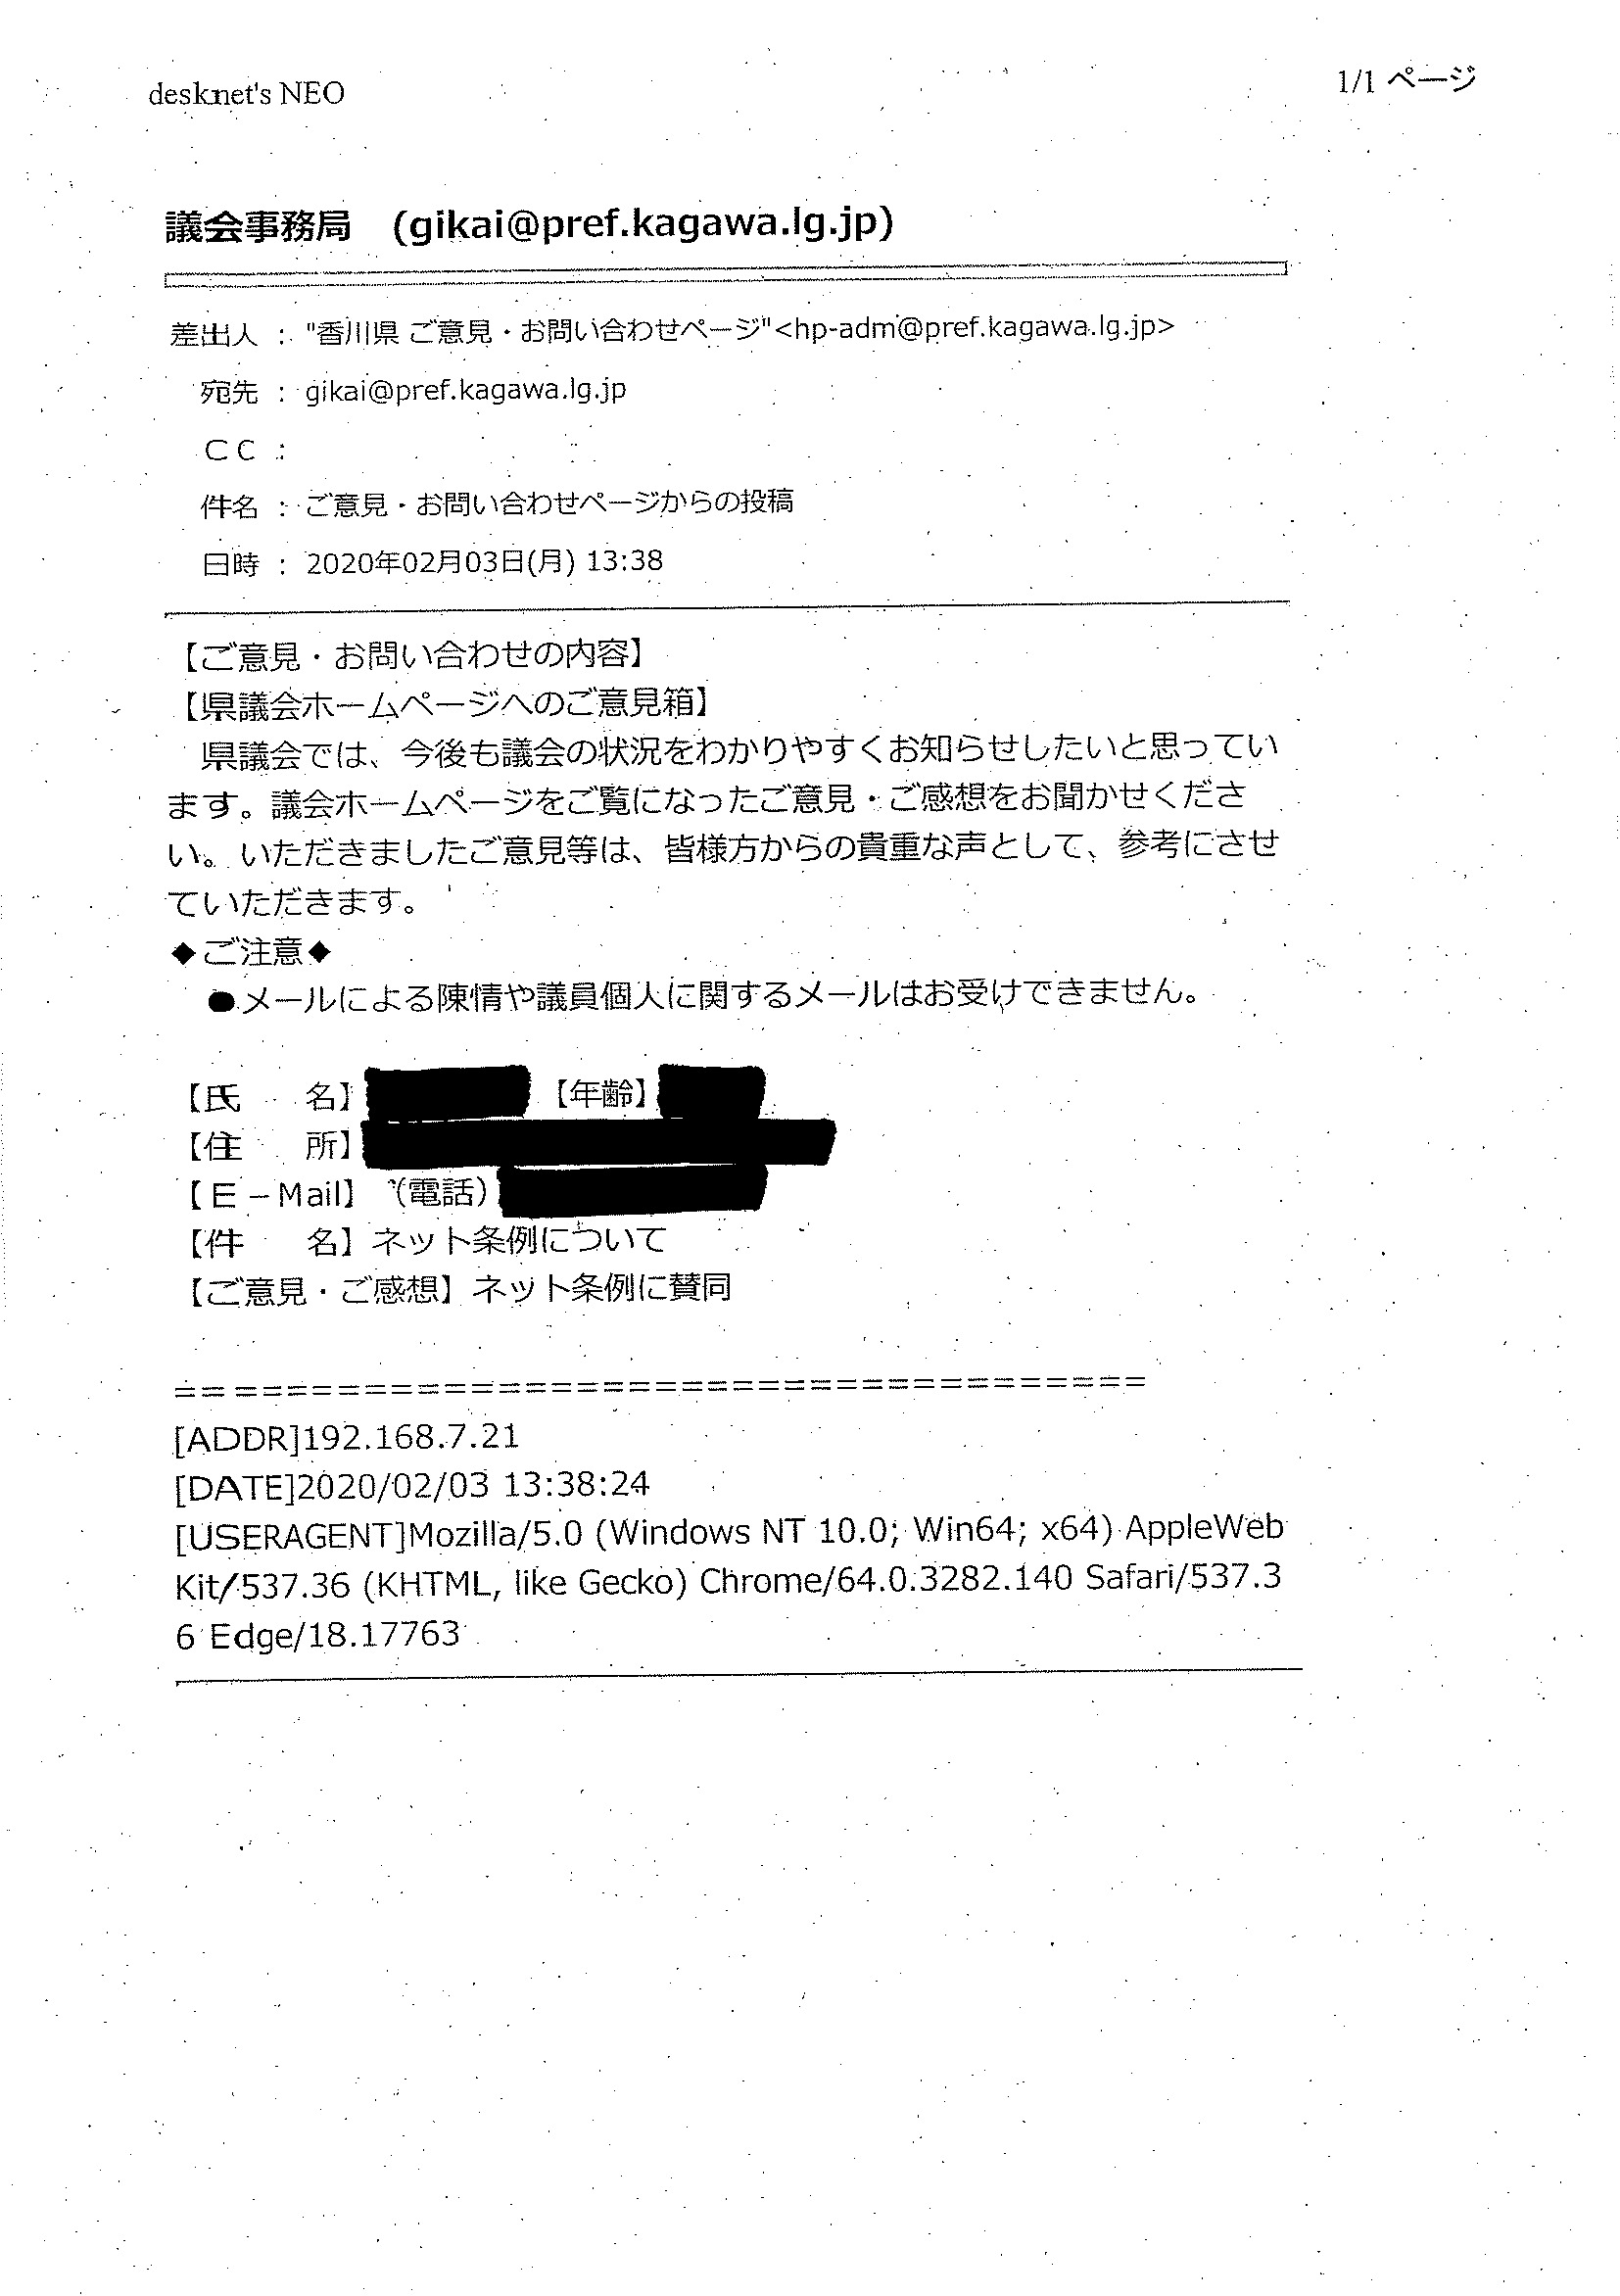 desknet's NEO
1/1 ページ
議会事務局　(gikai@pref.kagawa.lg.jp)
差出人 : "香川県 ご意見・お問い合わせページ"<hp-adm@pref.kagawa.lg.jp>
宛先 : gikai@pref.kagawa.lg.jp
ＣＣ :
件名 : ご意見・お問い合わせページからの投稿
日時 : 2020年02月03日(月) 13:38
【ご意見・お問い合わせの内容】
【県議会ホームページへのご意見箱】
　県議会では、今後も議会の状況をわかりやすくお知らせしたいと思ってい
ます。議会ホームページをご覧になったご意見・ご感想をお聞かせくださ
い。いただきましたご意見等は、皆様方からの貴重な声として、参考にさせ
ていただきます。
◆ご注意◆
　●メールによる陳情や議員個人に関するメールはお受けできません。
【氏　　名】　【年齢】
【住　　所】
【Ｅ－Mail】（電話）
【件　　名】ネット条例について
【ご意見・ご感想】ネット条例に賛同
=====================================
[ADDR]192.168.7.21
[DATE]2020/02/03 13:38:24
[USERAGENT]Mozilla/5.0 (Windows NT 10.0; Win64; x64) AppleWeb
Kit/537.36 (KHTML, like Gecko) Chrome/64.0.3282.140 Safari/537.3
6 Edge/18.17763